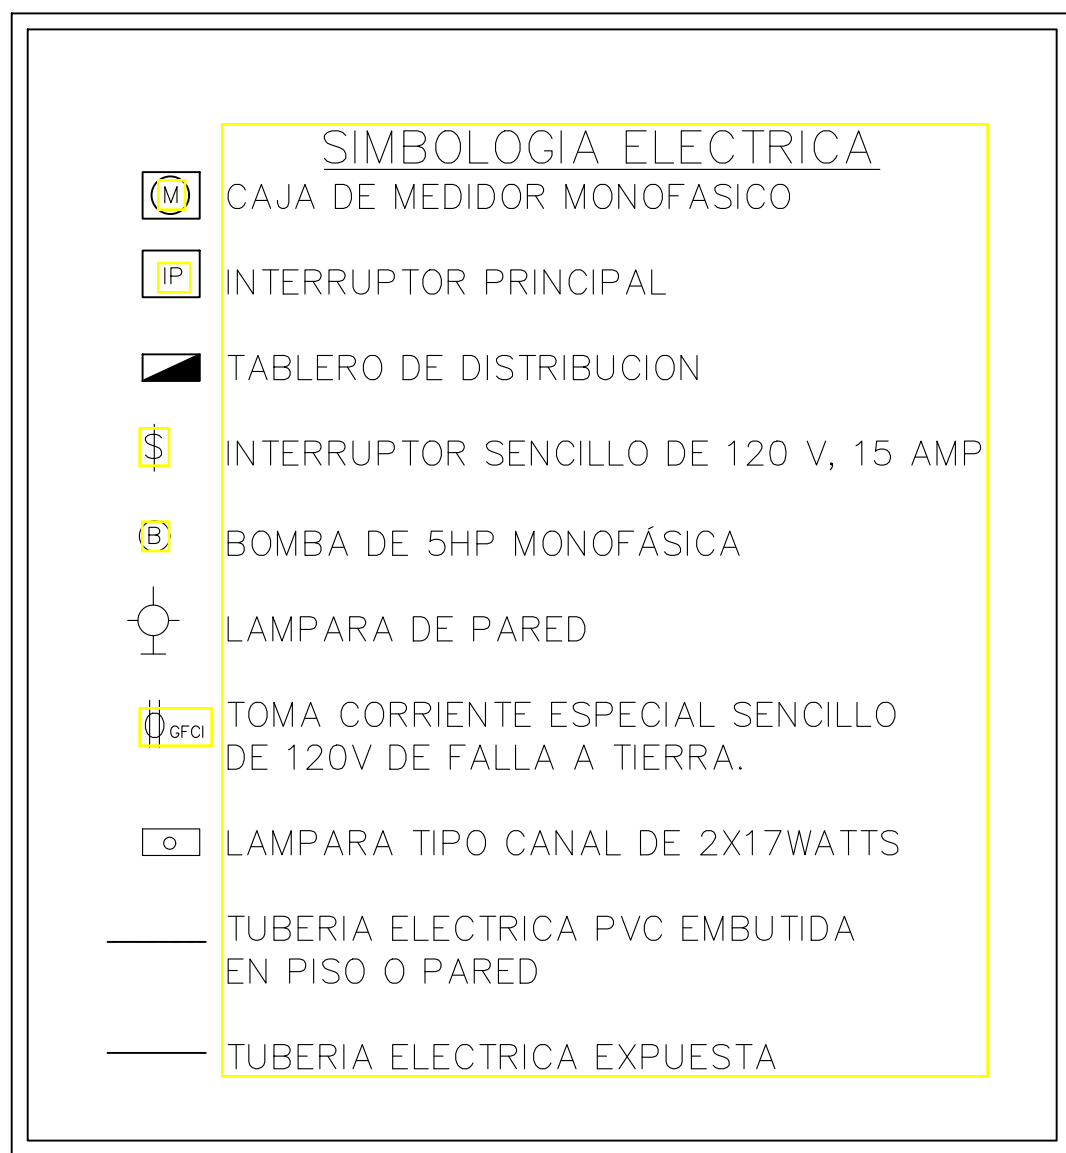 SIMBOLOGIA ELECTRICA
M CAJA DE MEDIDOR MONOFASICO
IP INTERRUPTOR PRINCIPAL
TABLERO DE DISTRIBUCION
$ INTERRUPTOR SENCILLO DE 120 V, 15 AMP
B BOMBA DE 5HP MONOFÁSICA
LAMPARA DE PARED
GFCI TOMA CORRIENTE ESPECIAL SENCILLO
DE 120V DE FALLA A TIERRA.
LAMPARA TIPO CANAL DE 2X17WATTS
TUBERIA ELECTRICA PVC EMBUTIDA
EN PISO O PARED
TUBERIA ELECTRICA EXPUESTA